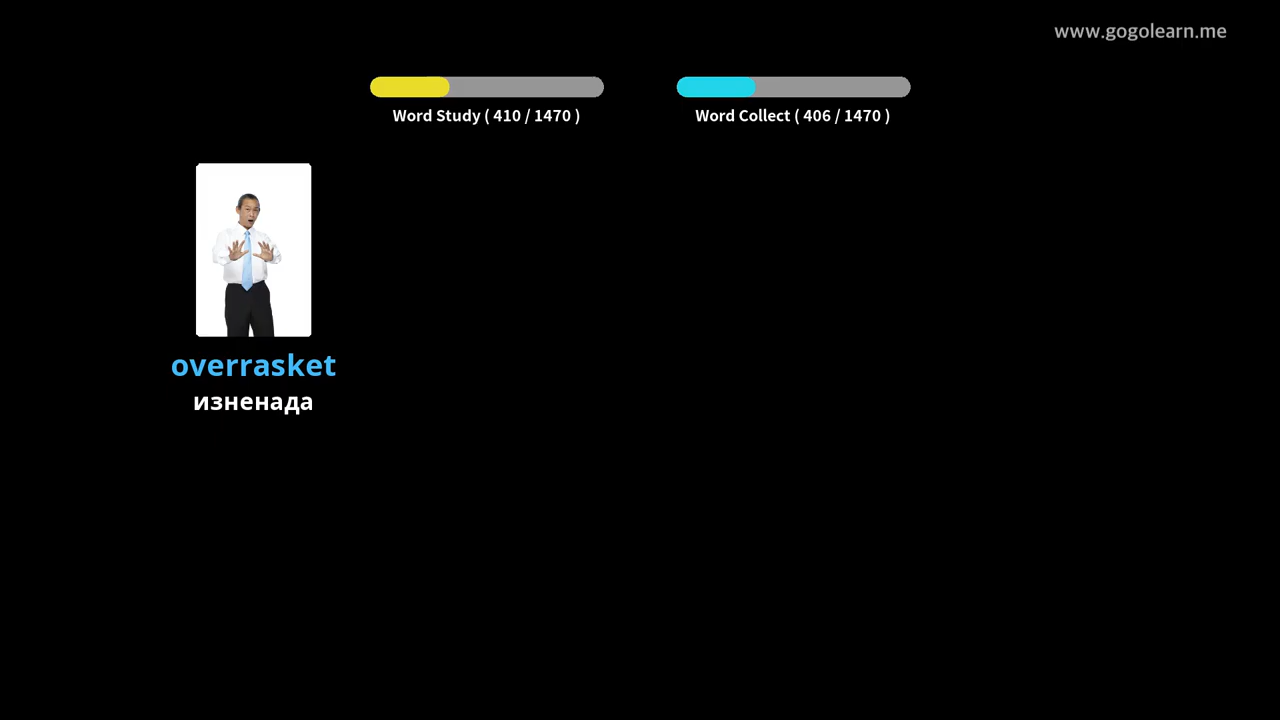 www.gogolearn.me
Word Study ( 410 / 1470 )
Word Collect ( 406 / 1470 )
overrasket
изненада